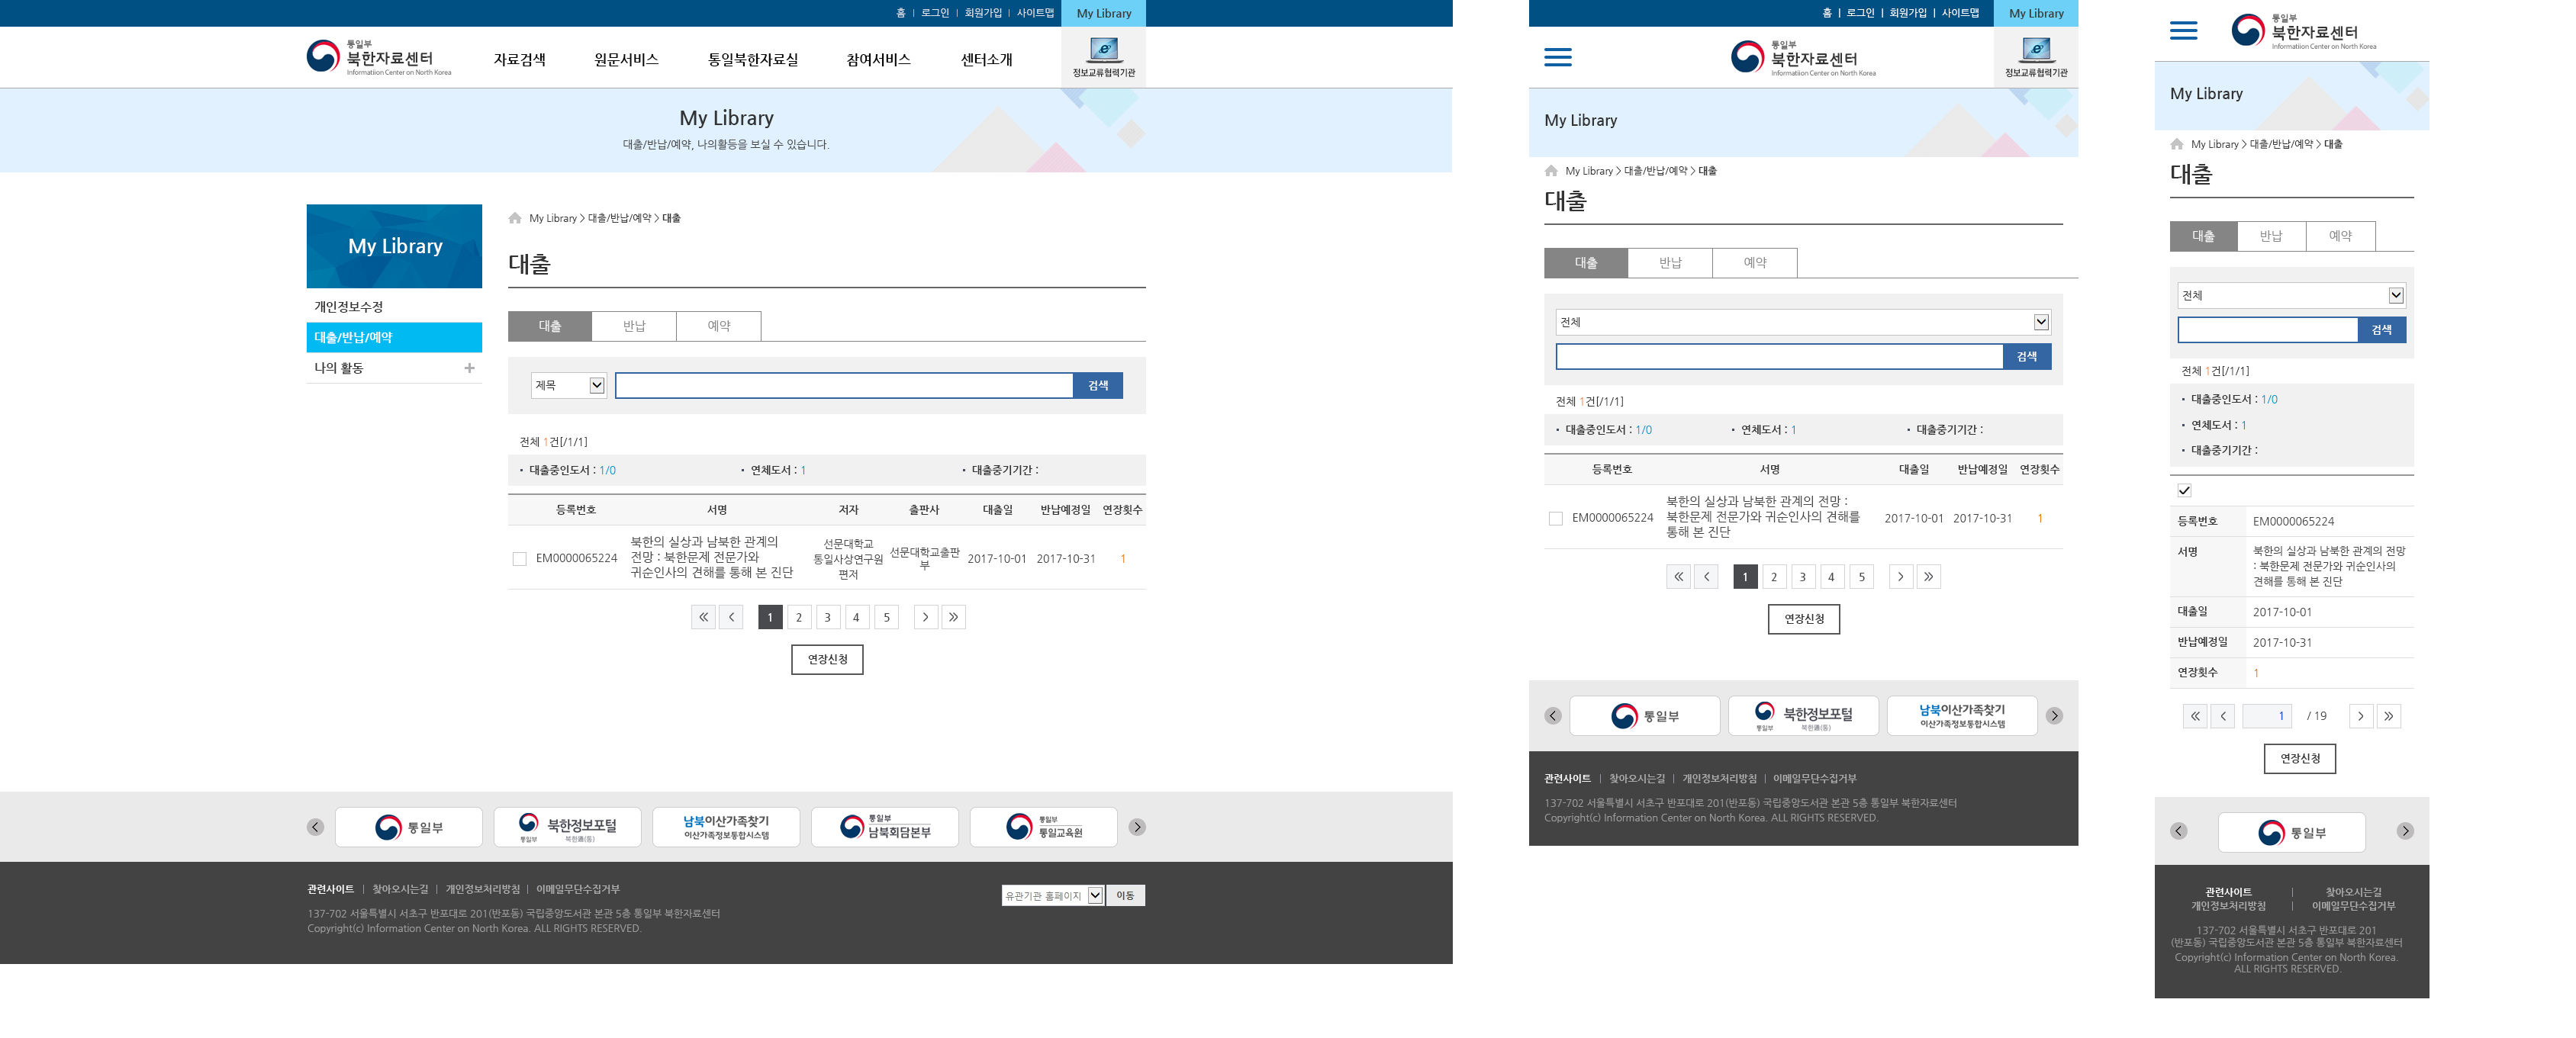 홈 | 로그인 | 회원가입 | 사이트맵
My Library
통일부
북한자료센터
Informatiion Center on North Korea
자료검색
원문서비스
통일북한자료실
참여서비스
센터소개
정보교류협력기관
My Library
대출/반납/예약, 나의활등을 보실 수 있습니다.
My Library
개인정보수정
대출/반납/예약
나의 활동
My Library > 대출/반납/예약 > 대출
대출
대출
반납
예약
제목
검색
전체 1건[/1/1]
• 대출중인도서 : 1/0
• 연체도서 : 1
• 대출중기기간 :
등록번호
서명
저자
출판사
대출일
반납예정일
연장횟수
EM0000065224
북한의 실상과 남북한 관계의
전망 : 북한문제 전문가와
귀순인사의 견해를 통해 본 진단
선문대학교
통일사상연구원
편저
선문대학교출판
부
2017-10-01
2017-10-31
1
1 2 3 4 5
연장신청
통일부
북한정보포털
통일부 북한通(통)
남북이산가족찾기
이산가족정보통합시스템
통일부
남북회담본부
통일부
통일교육원
관련사이트 | 찾아오시는길 | 개인정보처리방침 | 이메일무단수집거부
137-702 서울특별시 서초구 반포대로 201(반포동) 국립중앙도서관 본관 5층 통일부 북한자료센터
Copyright(c) Information Center on North Korea. ALL RIGHTS RESERVED.
유관기관 홈페이지
이동
홈 | 로그인 | 회원가입 | 사이트맵
My Library
통일부
북한자료센터
Informatiion Center on North Korea
정보교류협력기관
My Library
My Library > 대출/반납/예약 > 대출
대출
대출
반납
예약
전체
검색
전체 1건[/1/1]
• 대출중인도서 : 1/0
• 연체도서 : 1
• 대출중기기간 :
등록번호
서명
대출일
반납예정일
연장횟수
EM0000065224
북한의 실상과 남북한 관계의 전망 :
북한문제 전문가와 귀순인사의 견해를
통해 본 진단
2017-10-01
2017-10-31
1
1 2 3 4 5
연장신청
통일부
북한정보포털
통일부 북한通(통)
남북이산가족찾기
이산가족정보통합시스템
관련사이트 | 찾아오시는길 | 개인정보처리방침 | 이메일무단수집거부
137-702 서울특별시 서초구 반포대로 201(반포동) 국립중앙도서관 본관 5층 통일부 북한자료센터
Copyright(c) Information Center on North Korea. ALL RIGHTS RESERVED.
통일부
북한자료센터
Informatiion Center on North Korea
My Library
My Library > 대출/반납/예약 > 대출
대출
대출
반납
예약
전체
검색
전체 1건[/1/1]
• 대출중인도서 : 1/0
• 연체도서 : 1
• 대출중기기간 :
등록번호 EM0000065224
서명 북한의 실상과 남북한 관계의 전망
: 북한문제 전문가와 귀순인사의
견해를 통해 본 진단
대출일 2017-10-01
반납예정일 2017-10-31
연장횟수 1
1 / 19
연장신청
통일부
관련사이트 | 찾아오시는길
개인정보처리방침 | 이메일무단수집거부
137-702 서울특별시 서초구 반포대로 201
(반포동) 국립중앙도서관 본관 5층 통일부 북한자료센터
Copyright(c) Information Center on North Korea.
ALL RIGHTS RESERVED.